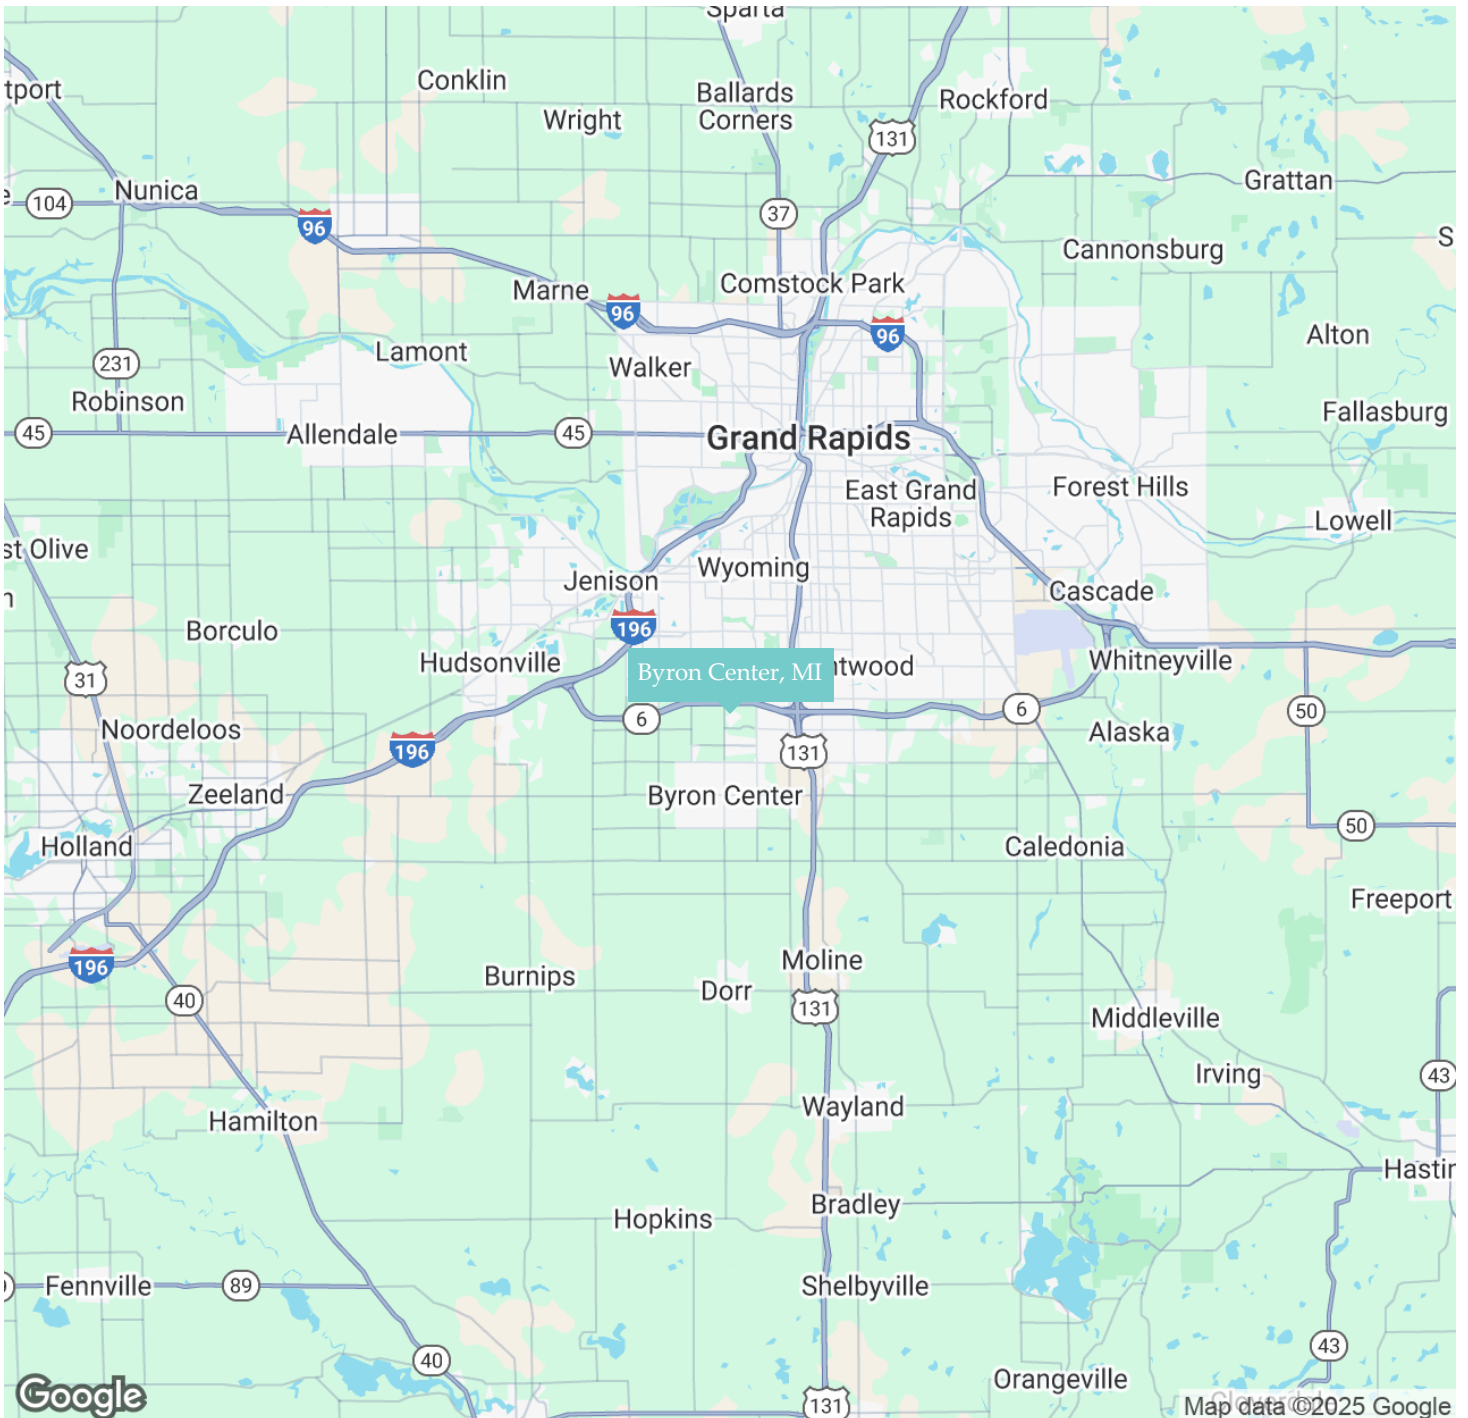 Sparta
Conklin
tport
Ballards
Corners
Rockford
Wright
131
Grattan
Nunica
104
37
96
S
Cannonsburg
Comstock Park
Marne
96
96
Alton
Lamont
Walker
231
Robinson
Fallasburg
45
Allendale
45
Grand Rapids
East Grand
Rapids
Forest Hills
Lowell
st Olive
Wyoming
Jenison
Cascade
n
Borculo
196
Hudsonville
Byron Center, MI
ntwood
Whitneyville
31
6
6
50
Noordeloos
Alaska
196
131
Zeeland
Byron Center
50
Holland
Caledonia
Freeport
Moline
196
Burnips
Dorr
40
131
Middleville
Irving
43
Wayland
Hamilton
Hastin
Bradley
Hopkins
Fennville
89
Shelbyville
43
40
Orangeville
131
Google
Map data ©2025 Google